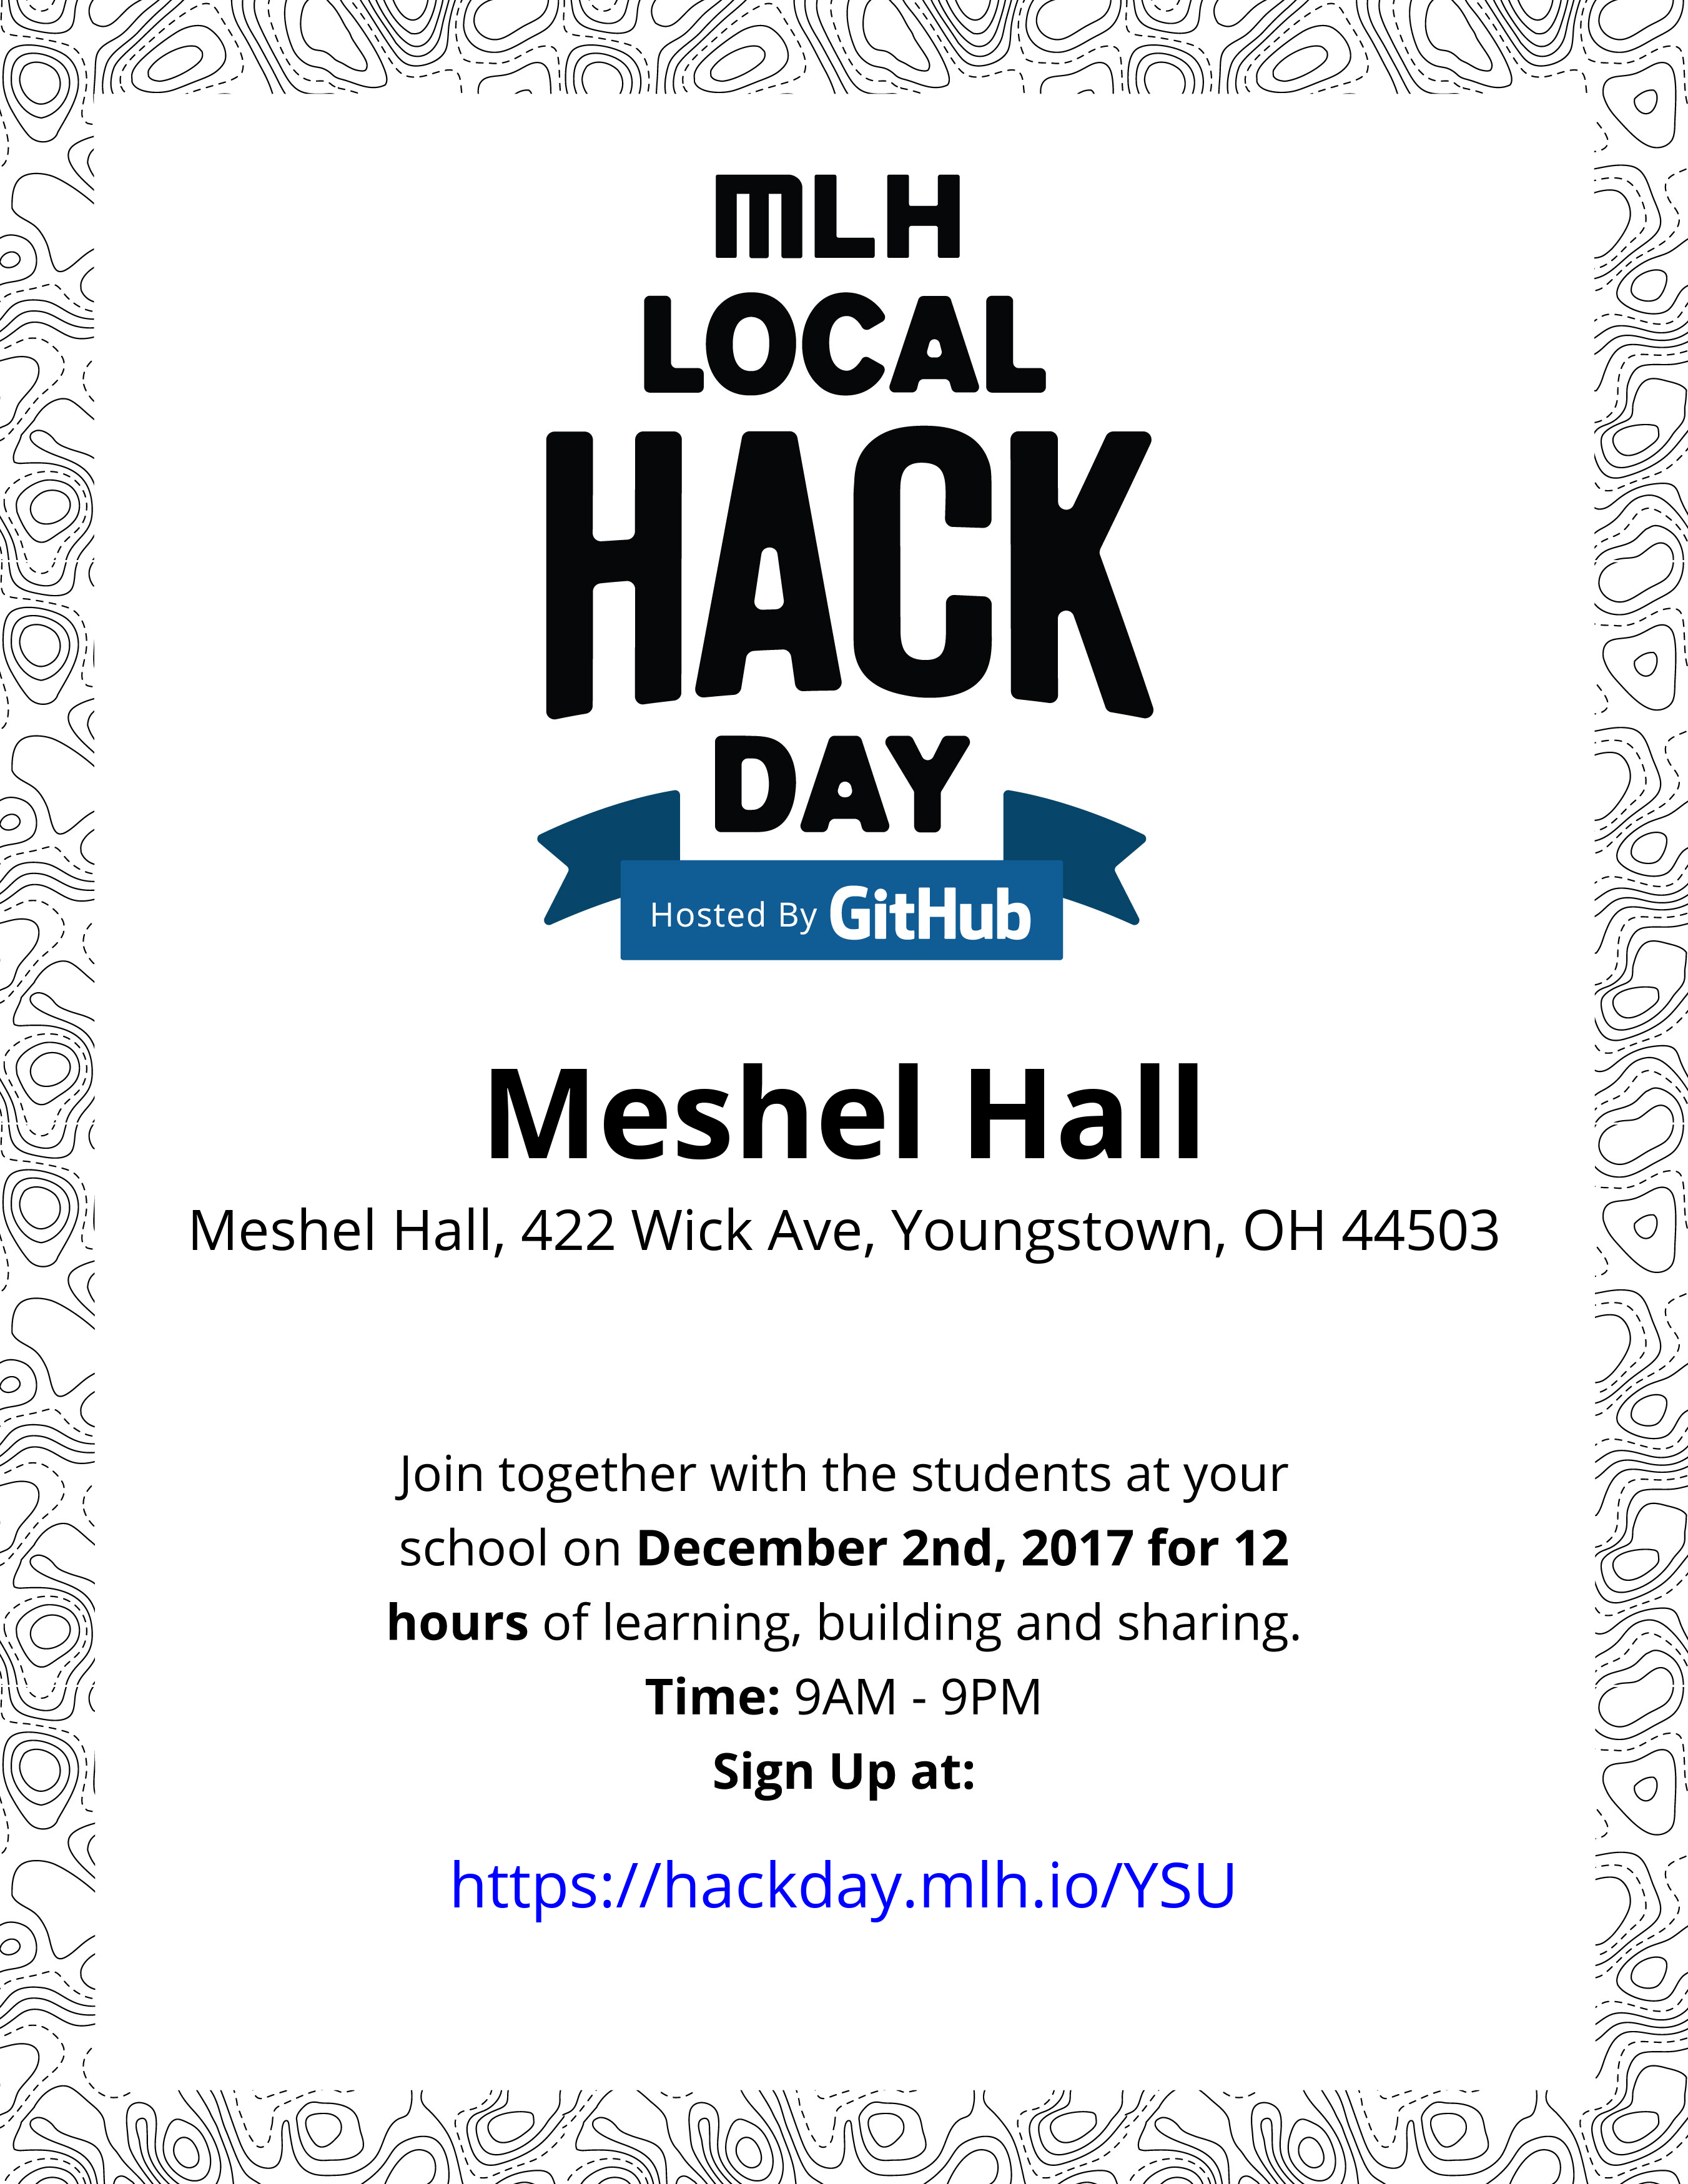 MLH
LOCAL
HACK
DAY
Hosted By GitHub
Meshel Hall
Meshel Hall, 422 Wick Ave, Youngstown, OH 44503
Join together with the students at your
school on December 2nd, 2017 for 12
hours of learning, building and sharing.
Time: 9AM - 9PM
Sign Up at:
https://hackday.mlh.io/YSU